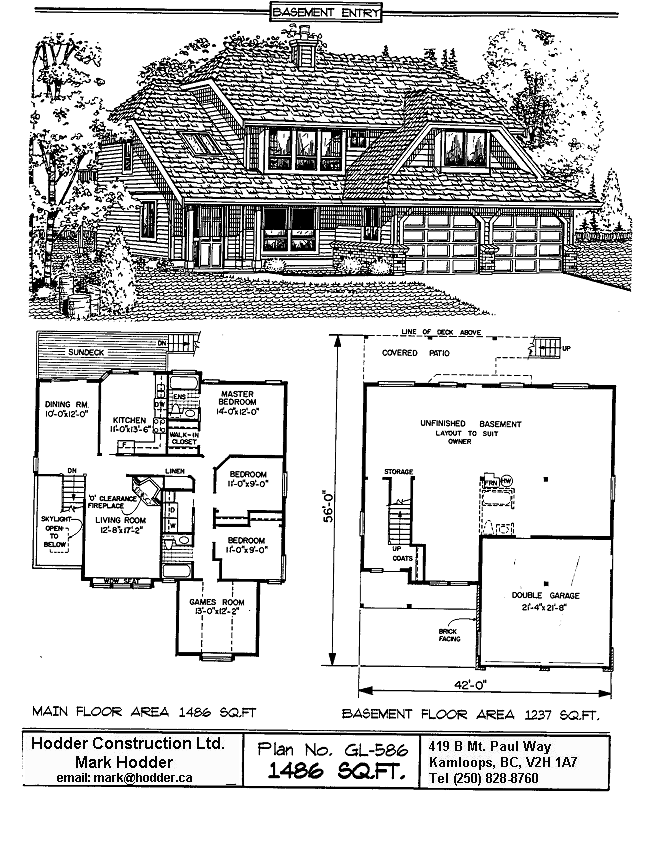 BASEMENT ENTRY
SUNDECK
DN
DINING RM.
10'-0"x12'-0"
KITCHEN
11'-0"x13'-6"
DW
F
ENS
WALK-IN
CLOSET
MASTER
BEDROOM
14'-0"x12'-0"
DN
LINEN
BEDROOM
11'-0"x9'-0"
'O' CLEARANCE
FIREPLACE
SKYLIGHT
OPEN
TO
BELOW
LIVING ROOM
12'-8"x17'-2"
D
W
BEDROOM
11'-0"x9'-0"
WDW SEAT
GAMES ROOM
13'-0"x12'-2"
MAIN FLOOR AREA 1486 SQ.FT
LINE OF DECK ABOVE
COVERED PATIO
UP
UNFINISHED BASEMENT
LAYOUT TO SUIT
OWNER
STORAGE
FRN
HW
UP
COATS
DOUBLE GARAGE
21'-4"x21'-8"
BRICK
FACING
56'-0"
42'-0"
BASEMENT FLOOR AREA 1237 SQ.FT.
Hodder Construction Ltd.
Mark Hodder
email: mark@hodder.ca
Plan No. GL-586
1486 SQ.FT.
419 B Mt. Paul Way
Kamloops, BC, V2H 1A7
Tel (250) 828-8760